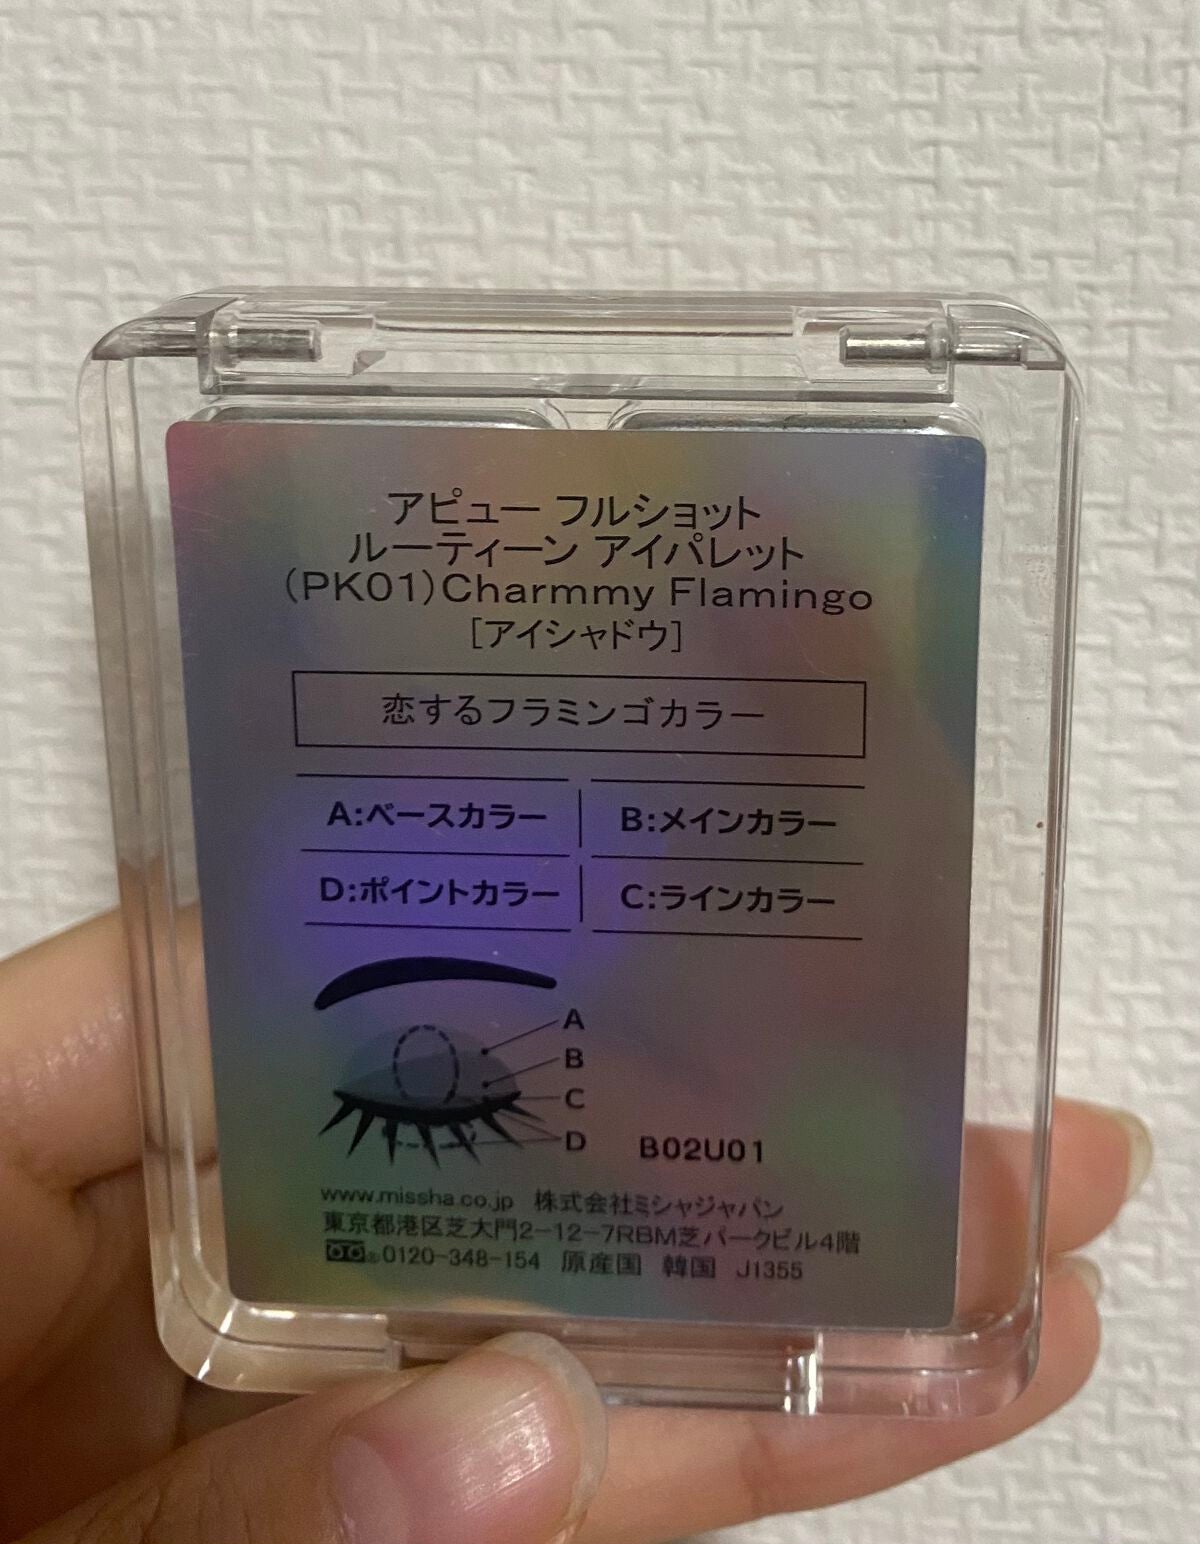 アピュー フルショット
ルーティーン アイパレット
(PK01)Charmmy Flamingo
[アイシャドウ]
恋するフラミンゴカラー
A:ベースカラー B:メインカラー
D:ポイントカラー C:ラインカラー
A
B
C
D B02U01
www.missha.co.jp 株式会社ミシャジャパン
東京都港区芝大門2-12-7RBM芝パークビル4階
0120-348-154 原産国 韓国 J1355